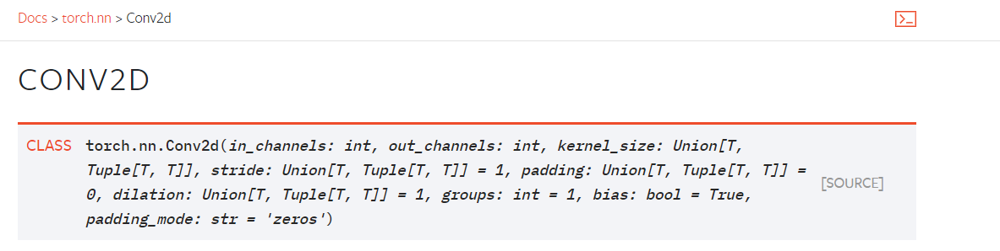 Docs > torch.nn > Conv2d
CONV2D
CLASS torch.nn.Conv2d(in_channels: int, out_channels: int, kernel_size: Union[T,
Tuple[T, T]], stride: Union[T, Tuple[T, T]] = 1, padding: Union[T, Tuple[T, T]] =
[SOURCE]
0, dilation: Union[T, Tuple[T, T]] = 1, groups: int = 1, bias: bool = True,
padding_mode: str = 'zeros')